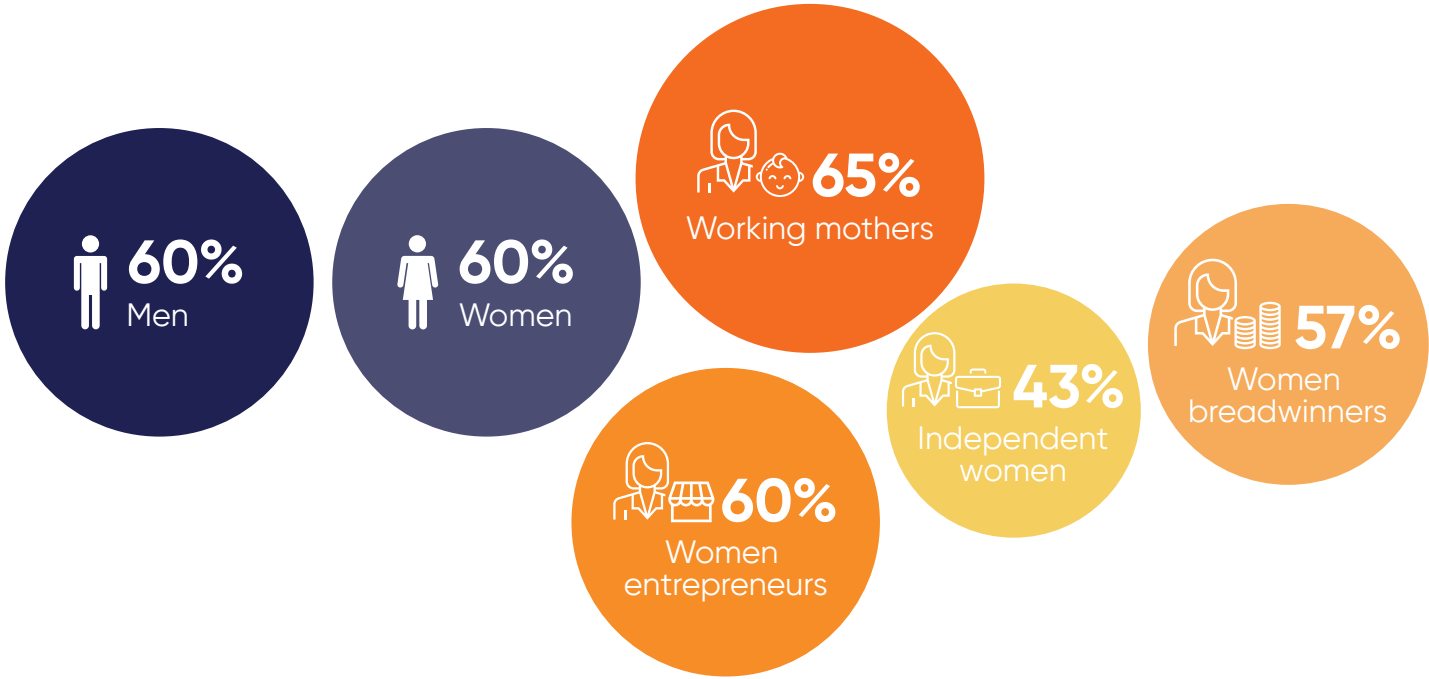 60%
Men
60%
Women
65%
Working mothers
60%
Women
entrepreneurs
43%
Independent
women
57%
Women
breadwinners